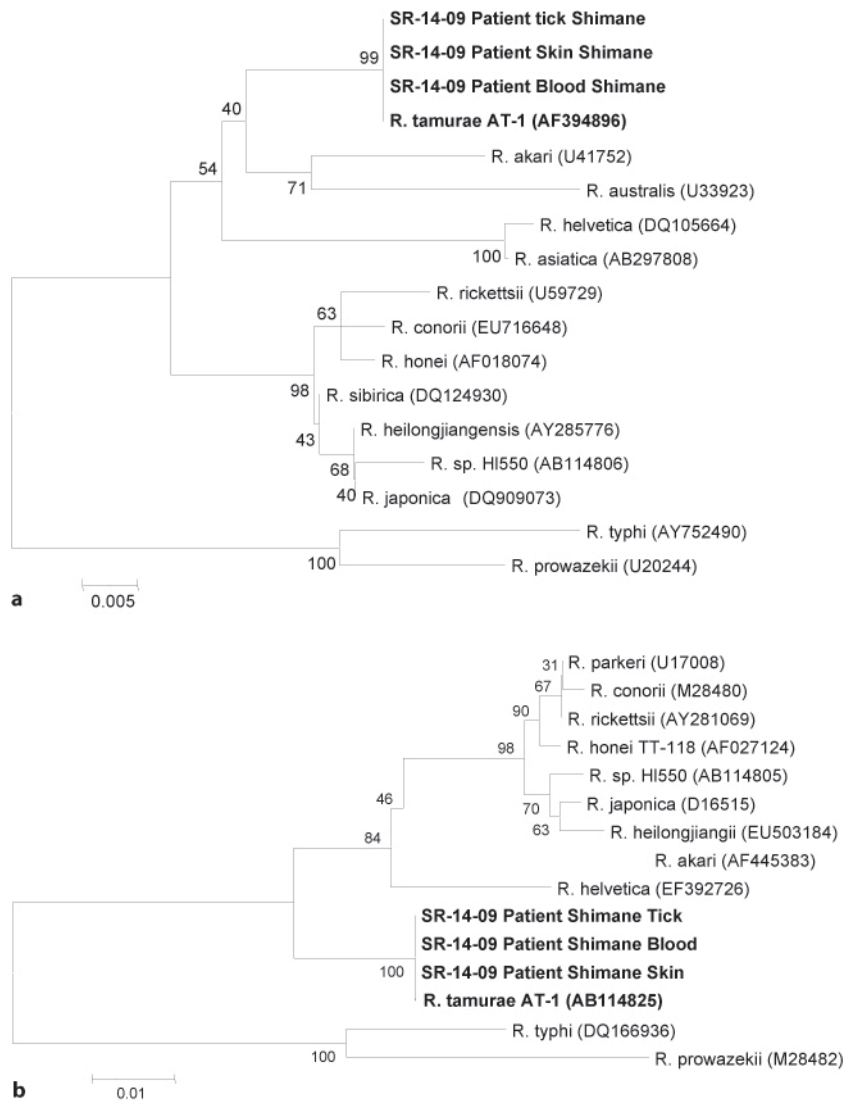 SR-14-09 Patient tick Shimane
99
SR-14-09 Patient Skin Shimane
SR-14-09 Patient Blood Shimane
40
R. tamurae AT-1 (AF394896)
R. akari (U41752)
54
71
R. australis (U33923)
R. helvetica (DQ105664)
100
R. asiatica (AB297808)
R. rickettsii (U59729)
63
R. conorii (EU716648)
R. honei (AF018074)
98
R. sibirica (DQ124930)
43
R. heilongjiangensis (AY285776)
68
R. sp. HI550 (AB114806)
40
R. japonica (DQ909073)
R. typhi (AY752490)
100
R. prowazekii (U20244)
a
0.005
31
R. parkeri (U17008)
67
R. conorii (M28480)
90
R. rickettsii (AY281069)
98
R. honei TT-118 (AF027124)
R. sp. HI550 (AB114805)
46
70
R. japonica (D16515)
63
R. heilongjiangii (EU503184)
84
R. akari (AF445383)
R. helvetica (EF392726)
SR-14-09 Patient Shimane Tick
SR-14-09 Patient Shimane Blood
100
SR-14-09 Patient Shimane Skin
R. tamurae AT-1 (AB114825)
R. typhi (DQ166936)
100
R. prowazekii (M28482)
b
0.01